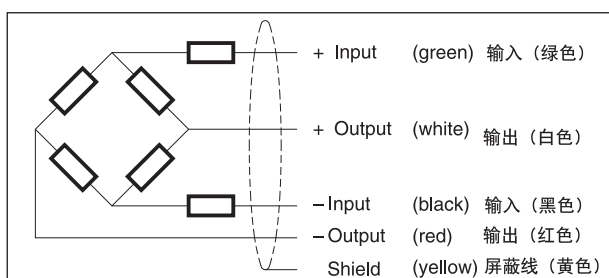 + Input (green) 输入（绿色）
+ Output (white) 输出（白色）
− Input (black) 输入（黑色）
− Output (red) 输出（红色）
Shield (yellow) 屏蔽线（黄色）